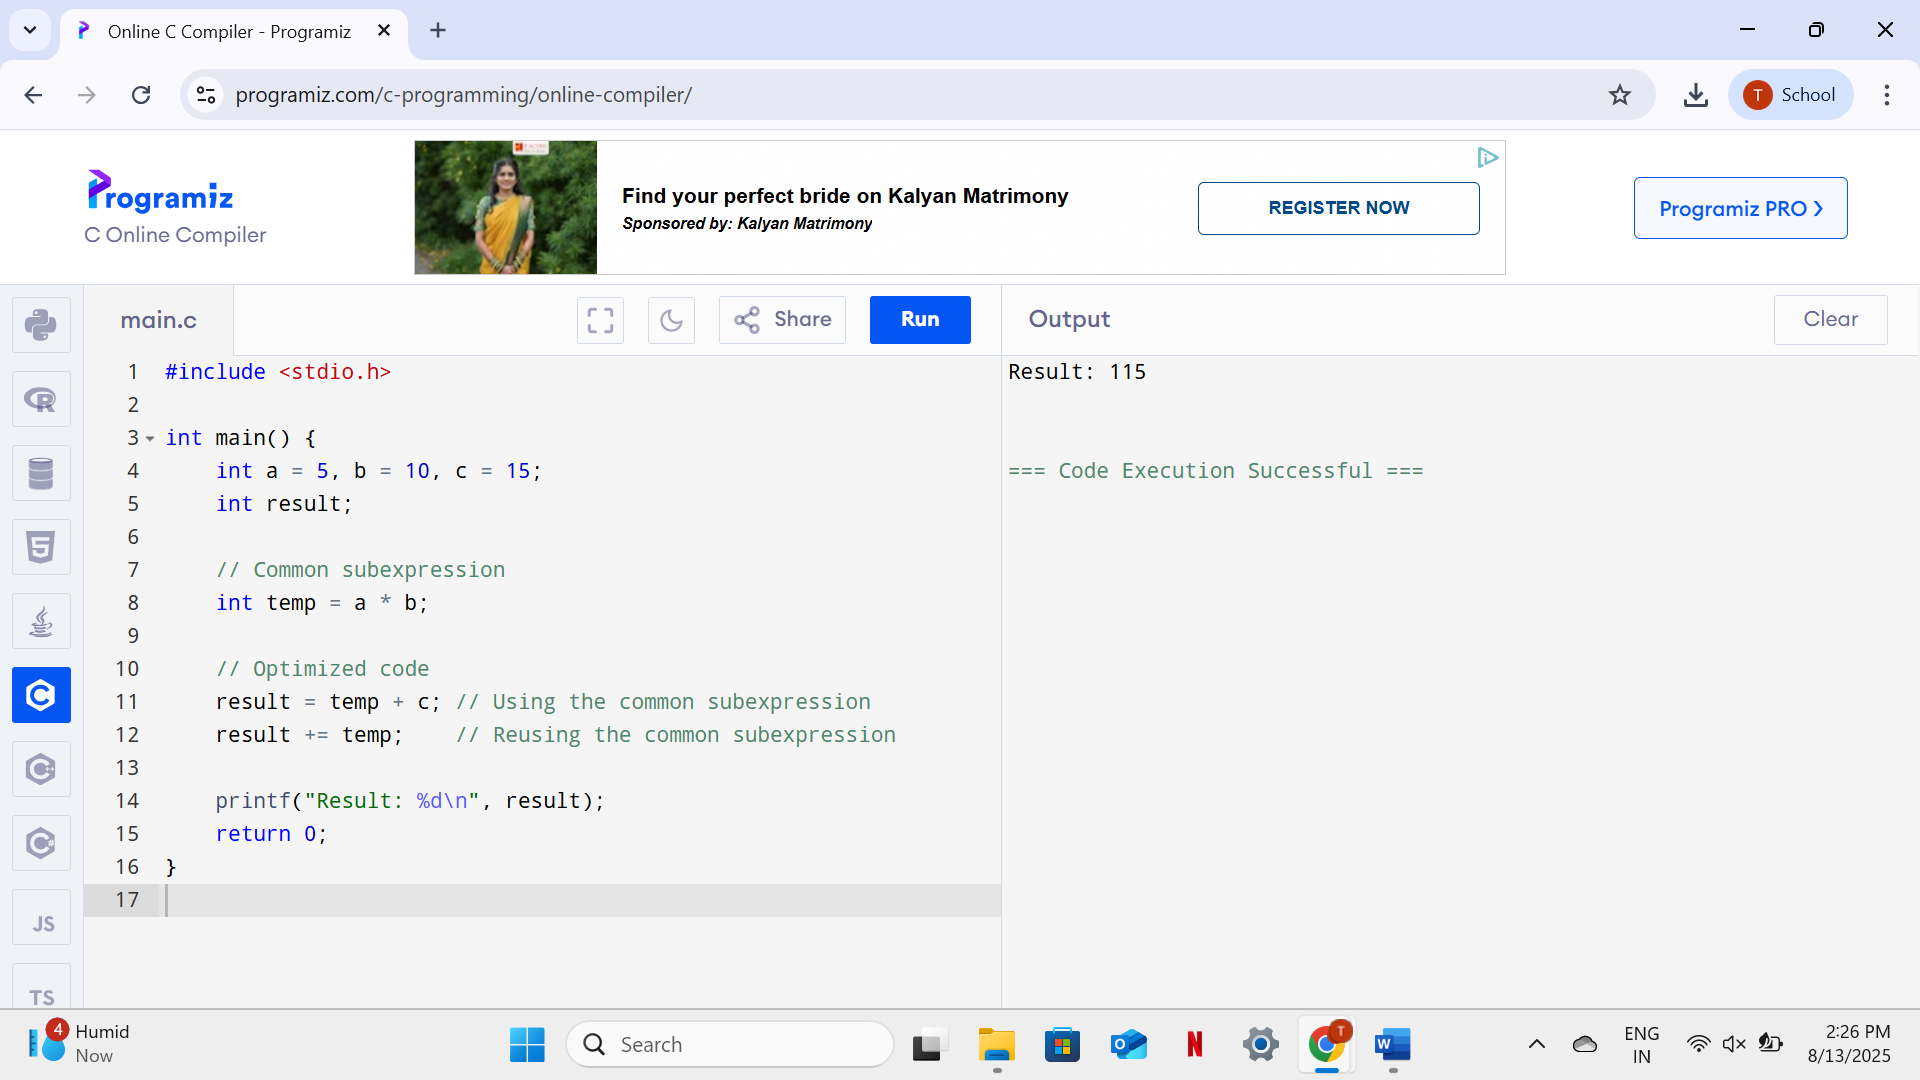 Online C Compiler - Programiz
programiz.com/c-programming/online-compiler/
T School
Programiz
C Online Compiler
Find your perfect bride on Kalyan Matrimony
Sponsored by: Kalyan Matrimony
REGISTER NOW
Programiz PRO
main.c
Share
Run
Output
Clear
1 #include <stdio.h>
2
3 int main() {
4 int a = 5, b = 10, c = 15;
5 int result;
6
7 // Common subexpression
8 int temp = a * b;
9
10 // Optimized code
11 result = temp + c; // Using the common subexpression
12 result += temp; // Reusing the common subexpression
13
14 printf("Result: %d\n", result);
15 return 0;
16 }
17
Result: 115
=== Code Execution Successful ===
JS
TS
4
Humid
Now
Search
T
ENG
IN
2:26 PM
8/13/2025